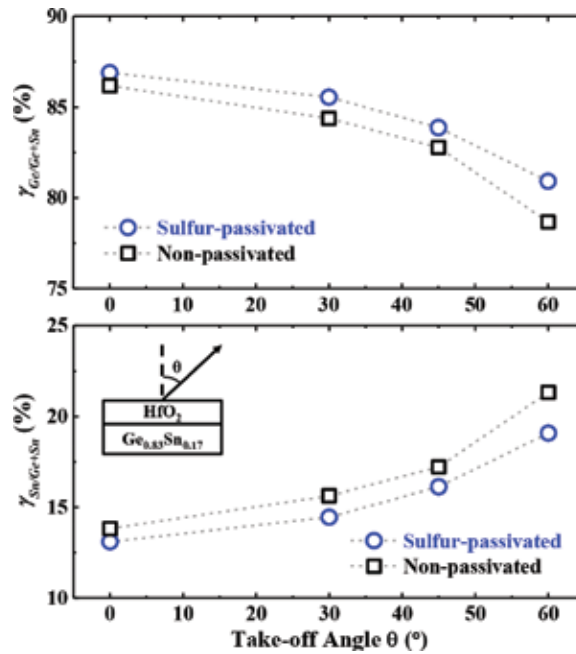 90
85
80
75
γGe/Ge+Sn (%)
Sulfur-passivated
Non-passivated
0 10 20 30 40 50 60
25
20
15
10
γSn/Ge+Sn (%)
θ
HfO2
Ge0.83Sn0.17
Sulfur-passivated
Non-passivated
0 10 20 30 40 50 60
Take-off Angle θ (°)